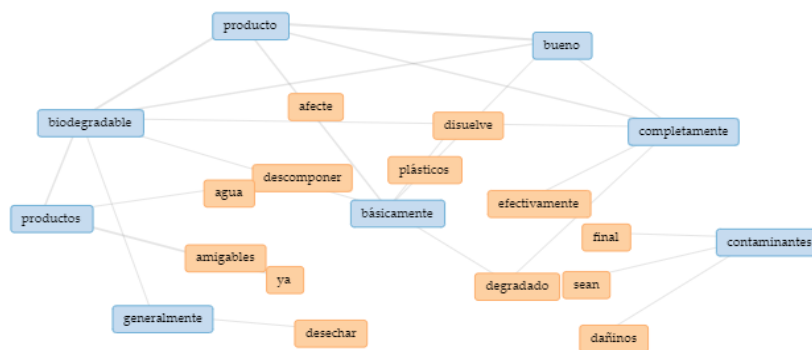 producto
bueno
afecte
biodegradable
disuelve
completamente
plásticos
descomponer
agua
efectivamente
básicamente
productos
final
contaminantes
amigables
ya
degradado
sean
generalmente
desechar
dañinos